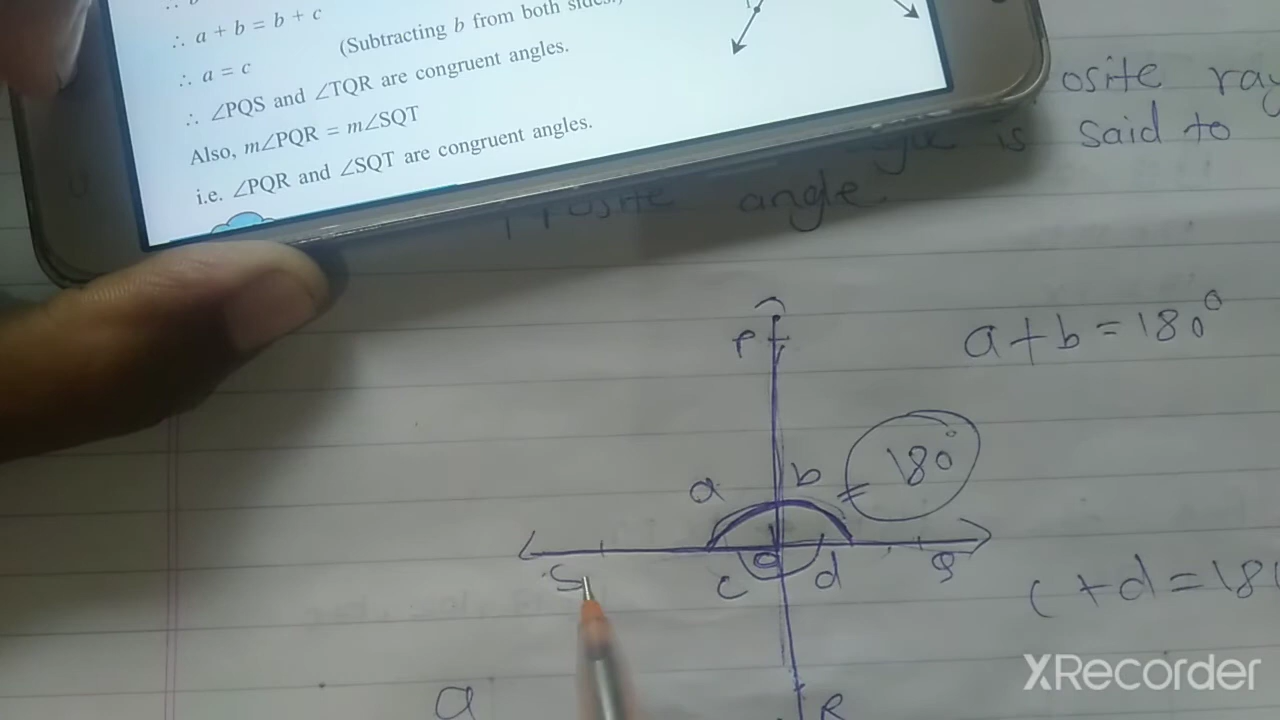 ∴ a + b = b + c
(Subtracting b from both sides)
∴ a = c
∴ ∠PQS and ∠TQR are congruent angles.
Also, m∠PQR = m∠SQT
i.e. ∠PQR and ∠SQT are congruent angles.
osite ray
is said to
angle.
P
a + b = 180°
a b
180°
S c d
c + d = 18
a R
XRecorder